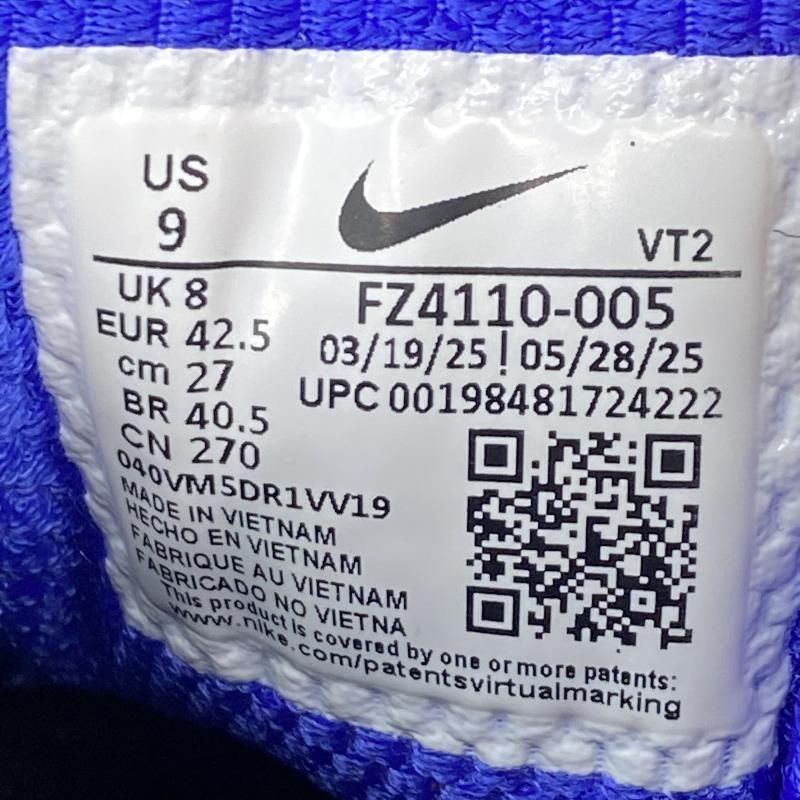 US
9
VT2
UK 8
EUR 42.5
cm 27
BR 40.5
CN 270
FZ4110-005
03/19/25 ¦ 05/28/25
UPC 00198481724222
040VM5DR1VV19
MADE IN VIETNAM
HECHO EN VIETNAM
FABRIQUE AU VIETNAM
FABRICADO NO VIETNA
This product is covered by one or more patents:
www.nike.com/patentsvirtualmarking